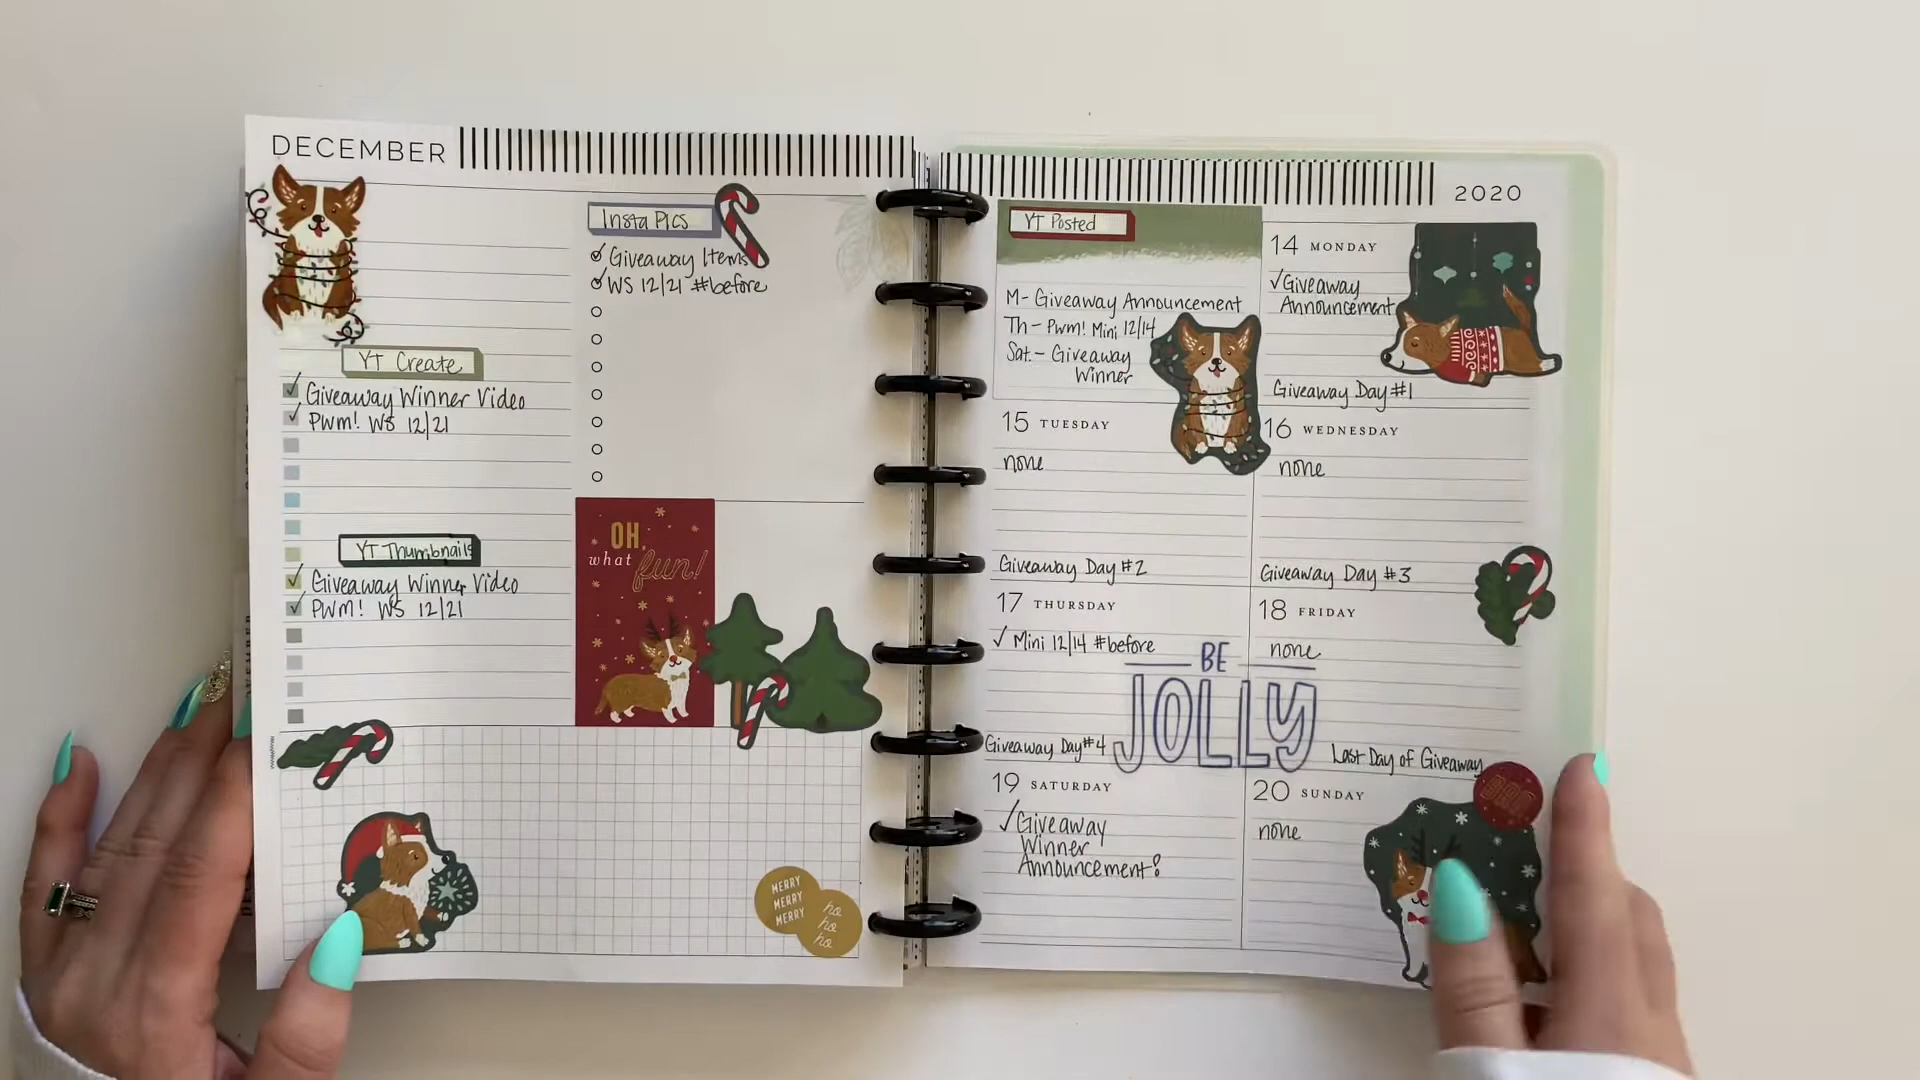 DECEMBER
Insta Pics
Giveaway Items
WS 12/21 #before
YT Create
Giveaway Winner Video
Pwm! WS 12/21
YT Thumbnails
Giveaway Winner Video
Pwm! WS 12/21
OH,
what fun!
MERRY
MERRY
MERRY
ho
ho
ho
2020
YT Posted
M- Giveaway Announcement
Th- Pwm! Mini 12/14
Sat.- Giveaway
Winner
14 MONDAY
Giveaway
Announcement
Giveaway Day #1
15 TUESDAY
none
Giveaway Day #2
16 WEDNESDAY
none
Giveaway Day #3
17 THURSDAY
Mini 12/14 #before
Giveaway Day #4
18 FRIDAY
none
BE
JOLLY
Last Day of Giveaway
19 SATURDAY
Giveaway
Winner
Announcement!
20 SUNDAY
none